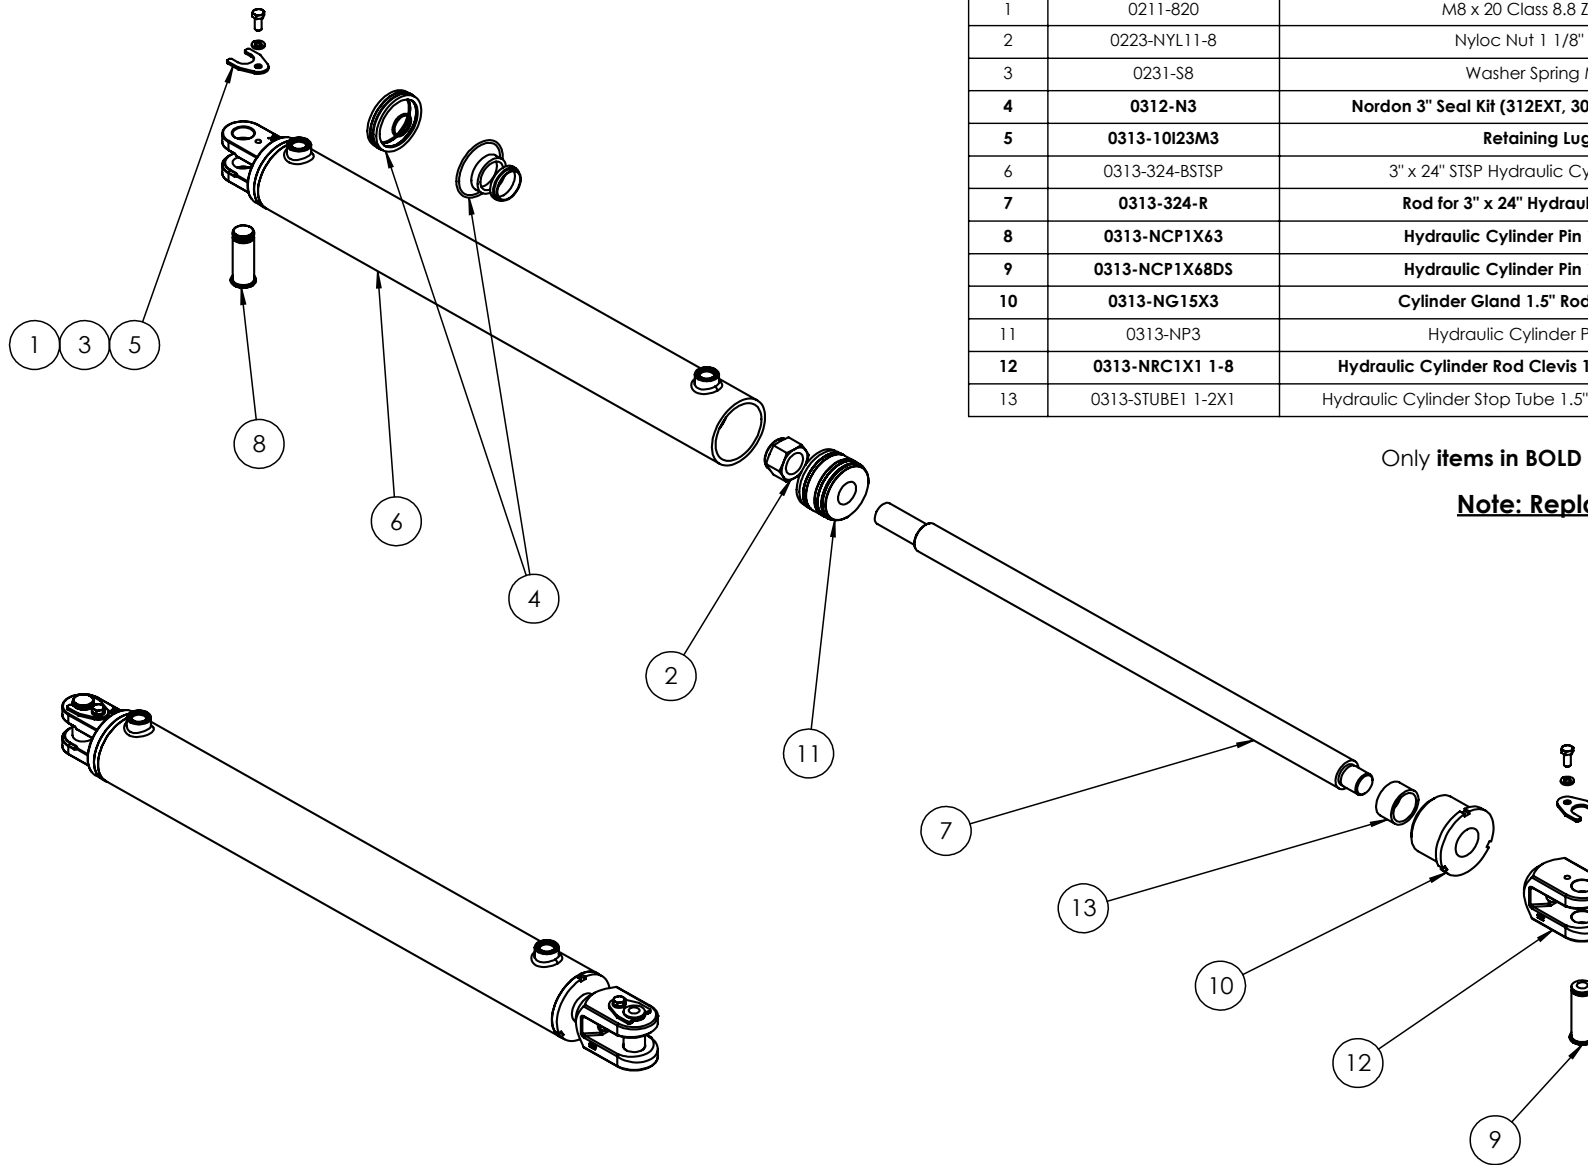 1 0211-820 M8 x 20 Class 8.8 Z
2 0223-NYL11-8 Nyloc Nut 1 1/8"
3 0231-S8 Washer Spring
4 0312-N3 Nordon 3" Seal Kit (312EXT, 30
5 0313-10I23M3 Retaining Lug
6 0313-324-BSTSP 3" x 24" STSP Hydraulic Cy
7 0313-324-R Rod for 3" x 24" Hydraul
8 0313-NCP1X63 Hydraulic Cylinder Pin
9 0313-NCP1X68DS Hydraulic Cylinder Pin
10 0313-NG15X3 Cylinder Gland 1.5" Rod
11 0313-NP3 Hydraulic Cylinder P
12 0313-NRC1X1 1-8 Hydraulic Cylinder Rod Clevis 1
13 0313-STUBE1 1-2X1 Hydraulic Cylinder Stop Tube 1.5"
Only items in BOLD
Note: Repla
1 3 5
8
6
4
2
11
7
13
10
12
9